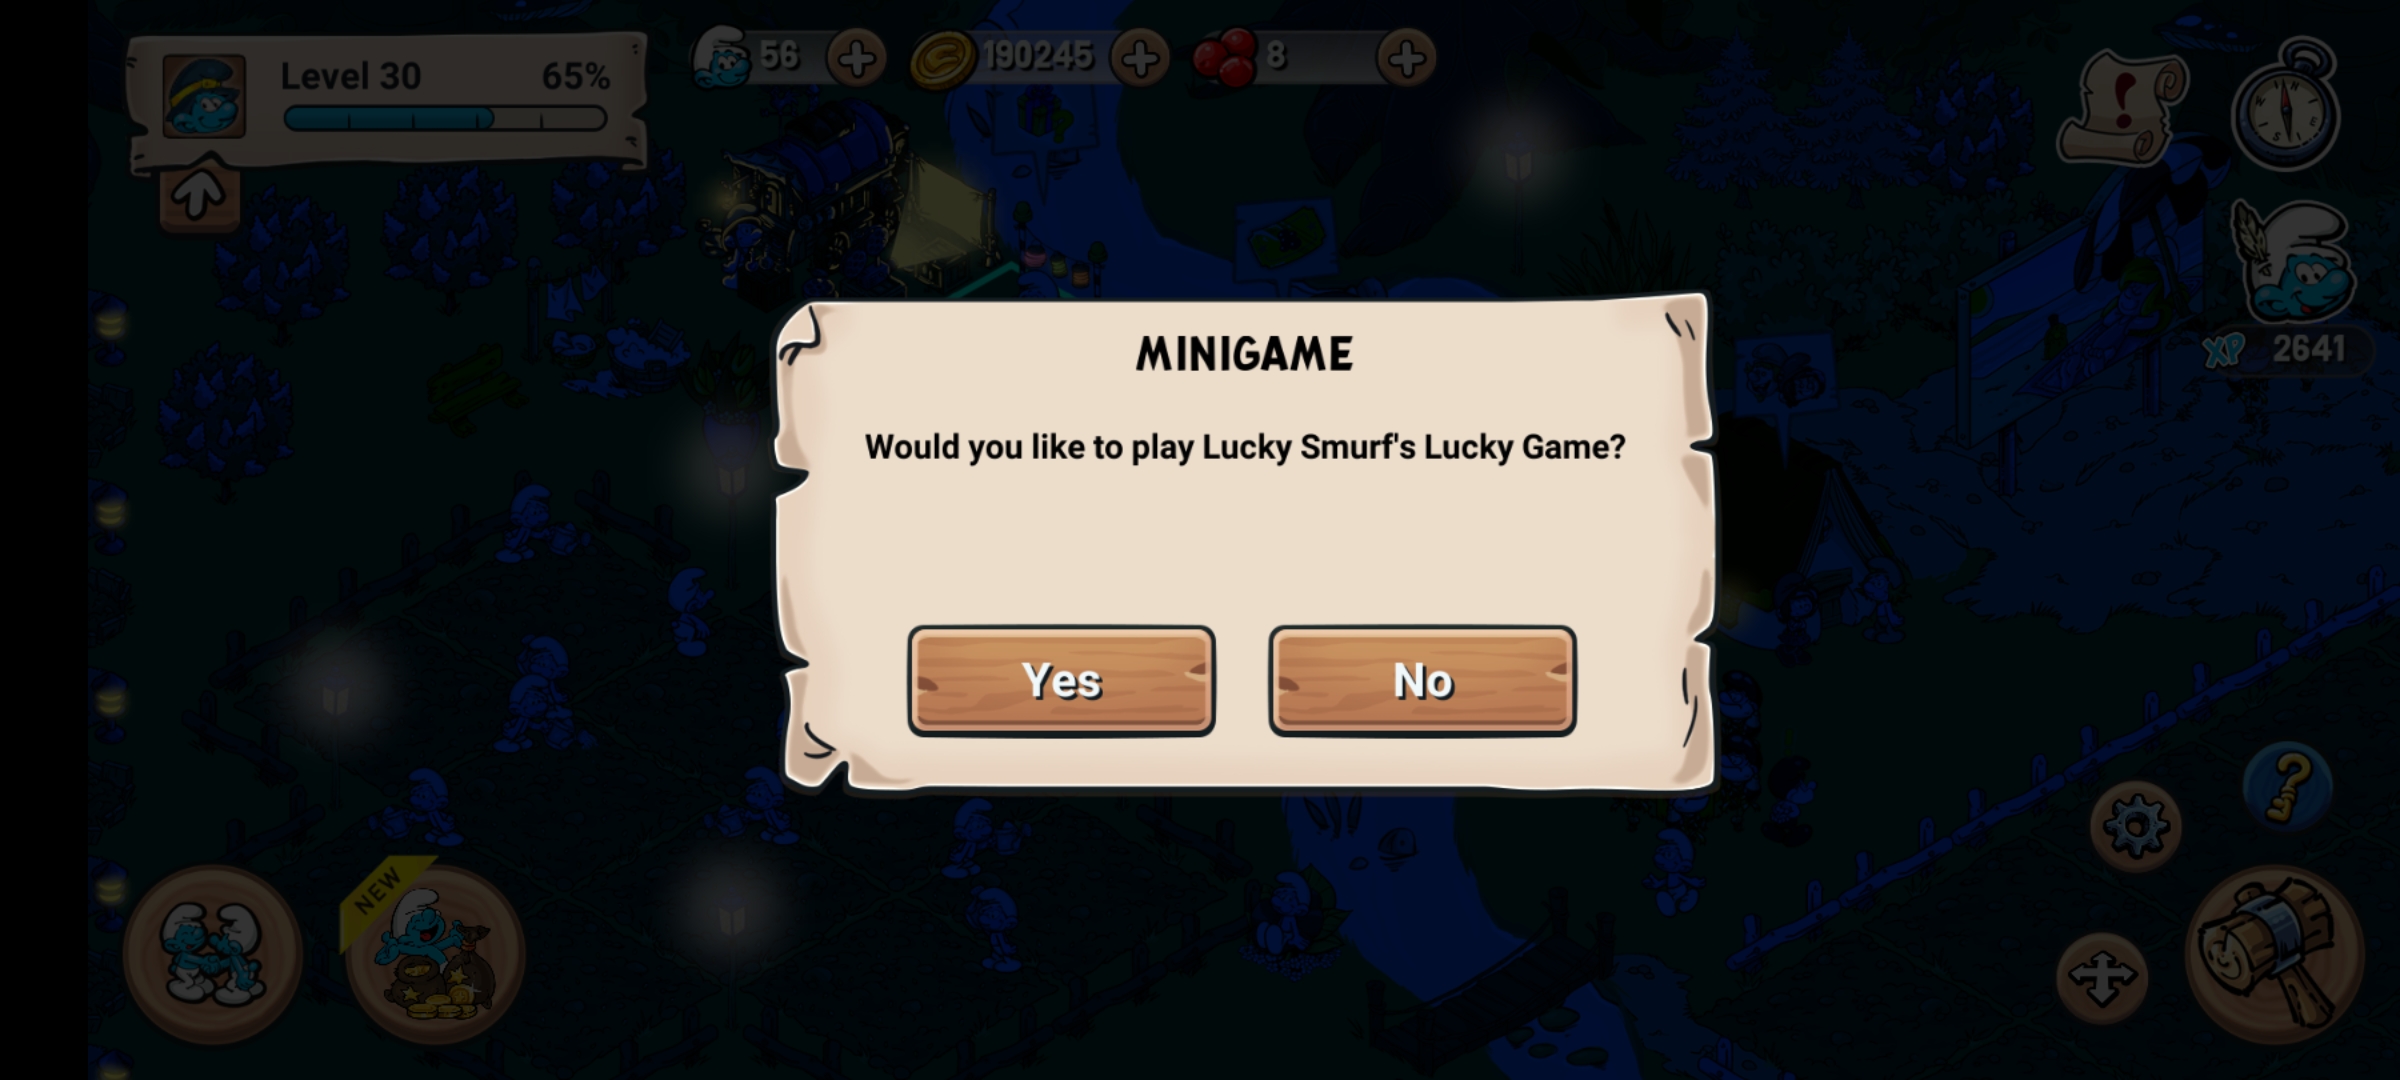 Level 30 65%
56
190245
8
MINIGAME
Would you like to play Lucky Smurf's Lucky Game?
Yes
No
XP 2641
NEW